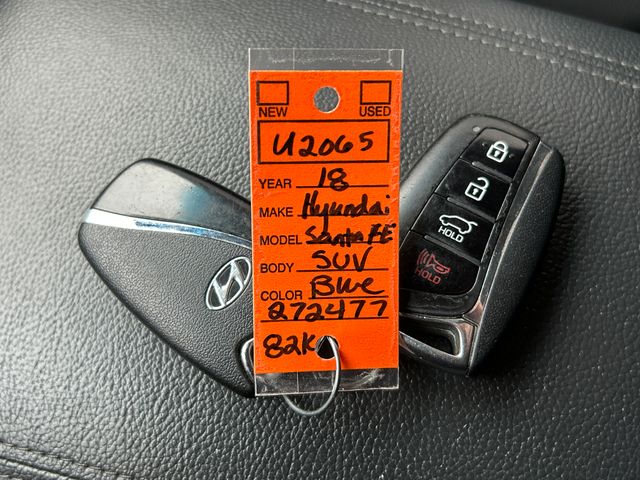 NEW USED
U2065
YEAR 18
MAKE Hyundai
MODEL Santa FE
BODY SUV
COLOR Blue
272477
82K
HOLD
HOLD